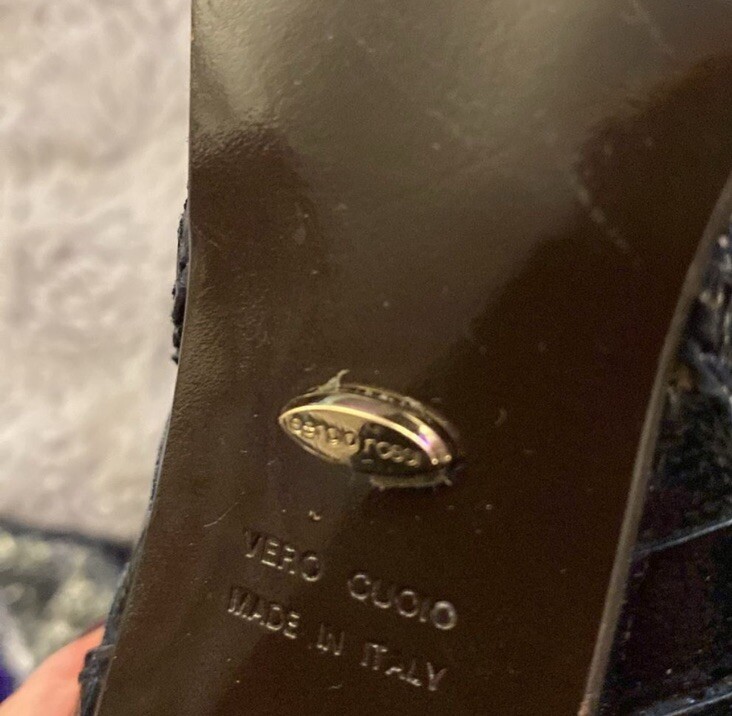 sergio rossi
VERO CUOIO
MADE IN ITALY